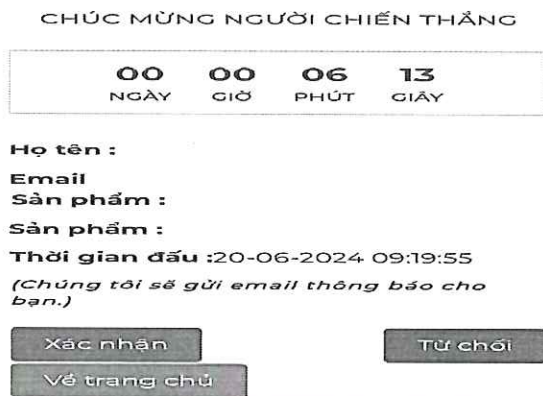 CHÚC MỪNG NGƯỜI CHIẾN THẮNG
00 00 06 13
NGÀY GIỜ PHÚT GIÂY
Họ tên :
Email
Sản phẩm :
Sản phẩm :
Thời gian đấu :20-06-2024 09:19:55
(Chúng tôi sẽ gửi email thông báo cho
bạn.)
Xác nhận Từ chối
Về trang chủ